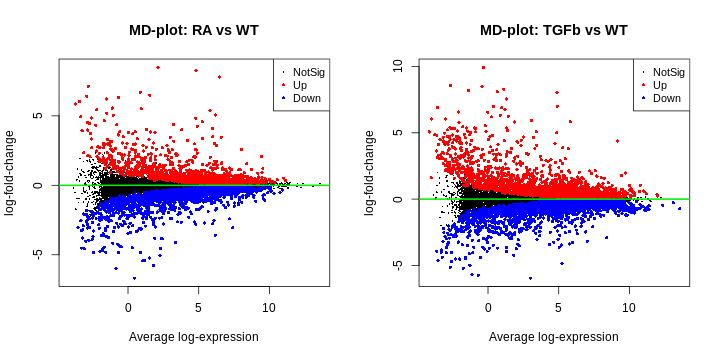 MD-plot: RA vs WT
NotSig
Up
Down
log-fold-change
5
0
-5
0
5
10
Average log-expression
MD-plot: TGFb vs WT
NotSig
Up
Down
log-fold-change
10
5
0
-5
0
5
10
Average log-expression